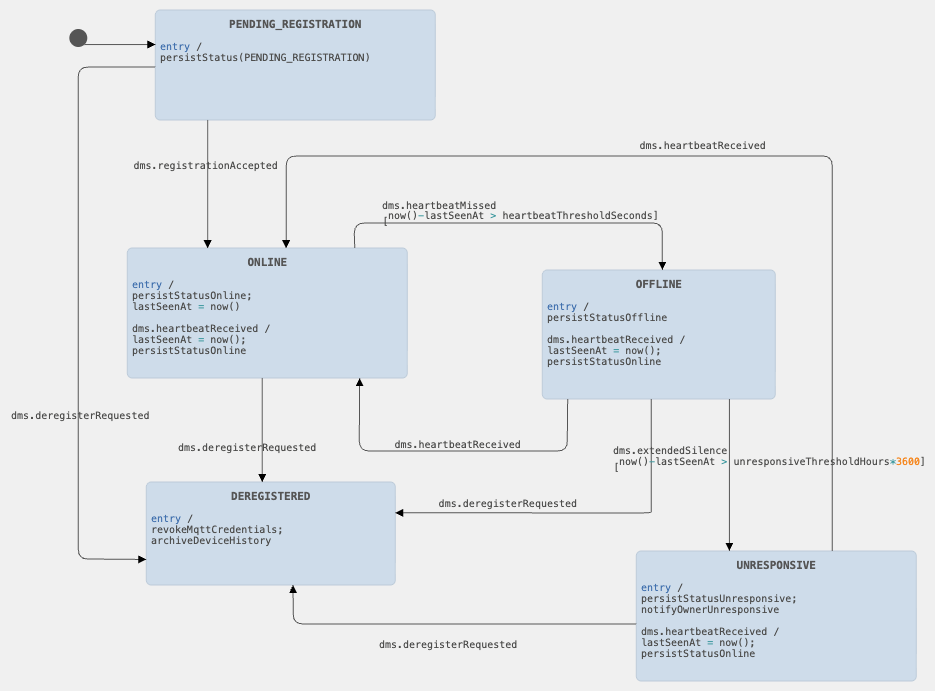 PENDING_REGISTRATION
entry /
persistStatus(PENDING_REGISTRATION)
dms.registrationAccepted
dms.heartbeatReceived
dms.heartbeatMissed
[now()-lastSeenAt > heartbeatThresholdSeconds]
ONLINE
entry /
persistStatusOnline;
lastSeenAt = now()
dms.heartbeatReceived /
lastSeenAt = now();
persistStatusOnline
OFFLINE
entry /
persistStatusOffline
dms.heartbeatReceived /
lastSeenAt = now();
persistStatusOnline
dms.deregisterRequested
dms.deregisterRequested
dms.heartbeatReceived
dms.extendedSilence
[now()-lastSeenAt > unresponsiveThresholdHours*3600]
DEREGISTERED
entry /
revokeMqttCredentials;
archiveDeviceHistory
dms.deregisterRequested
UNRESPONSIVE
entry /
persistStatusUnresponsive;
notifyOwnerUnresponsive
dms.heartbeatReceived /
lastSeenAt = now();
persistStatusOnline
dms.deregisterRequested